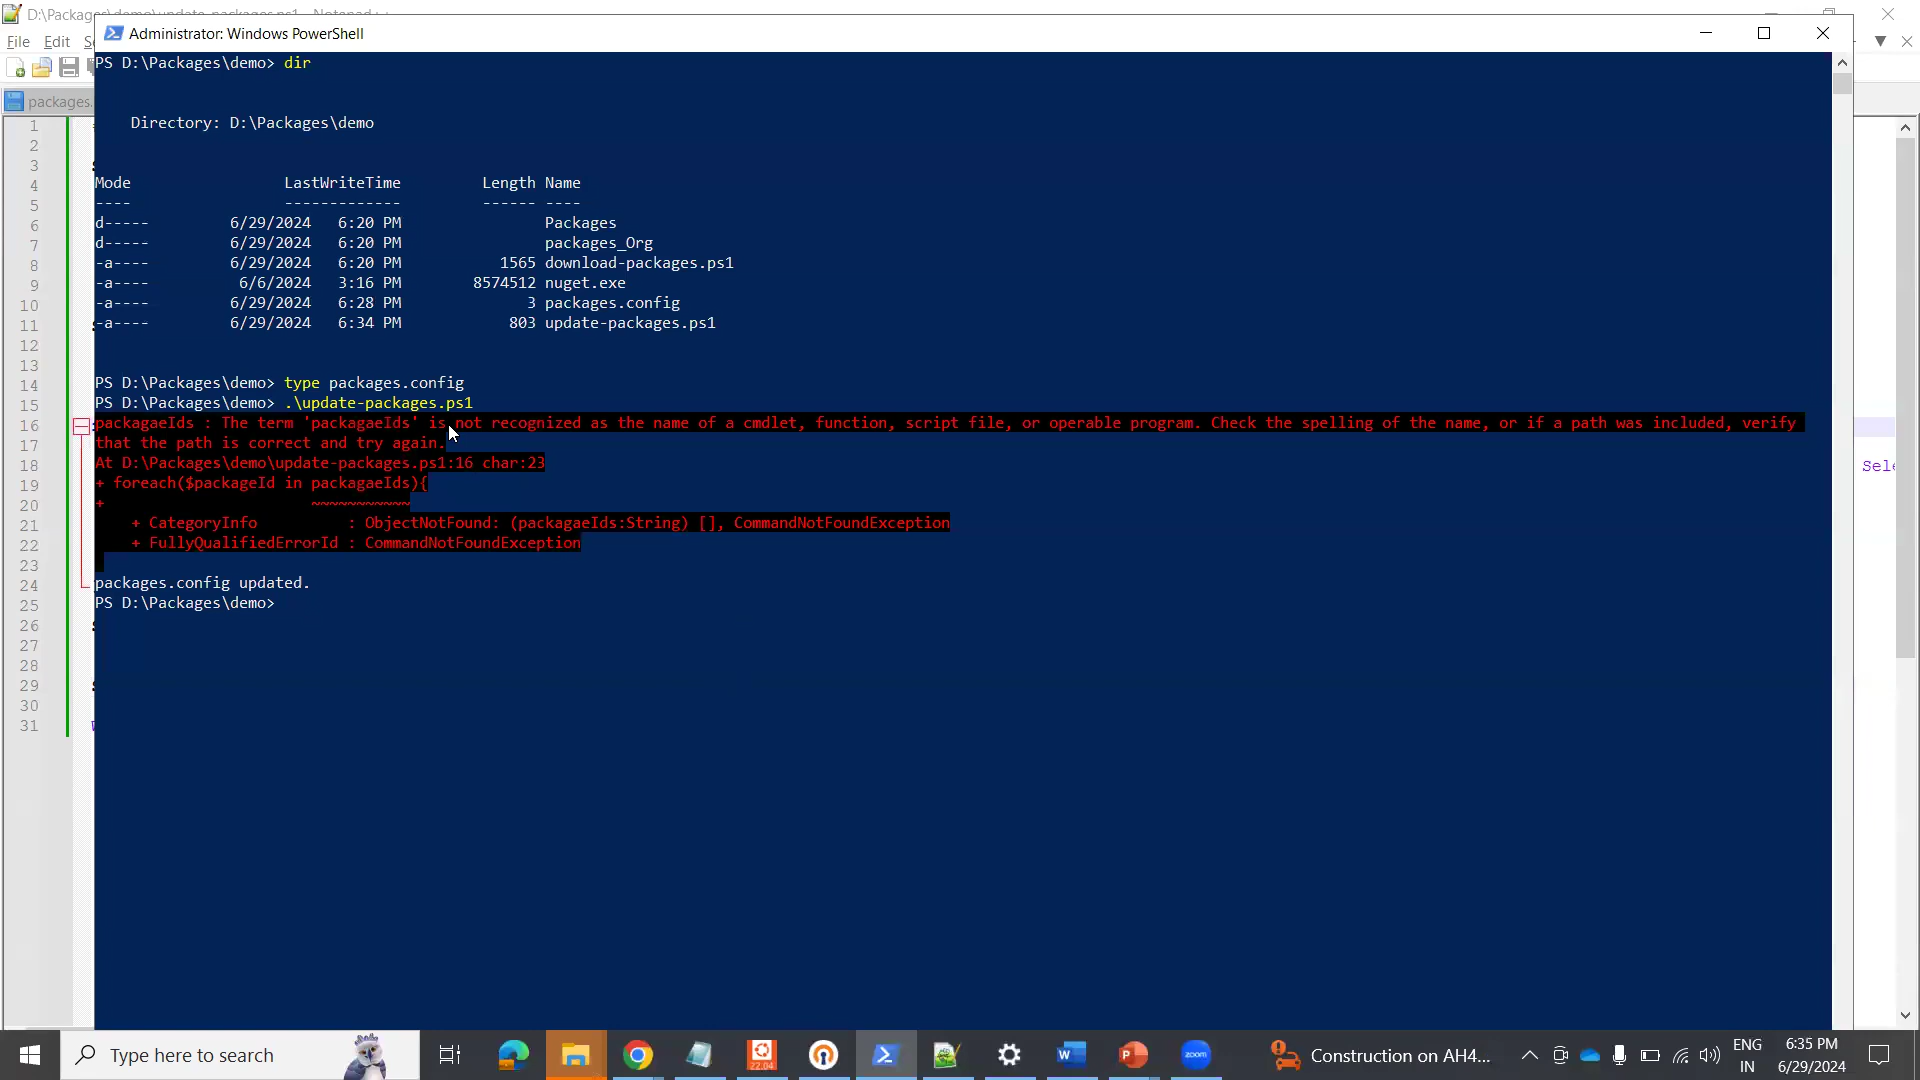 D:\Packages\demo\update-packages.ps1 - Notepad++
Administrator: Windows PowerShell
File Edit
packages.
PS D:\Packages\demo> dir
Directory: D:\Packages\demo
Mode LastWriteTime Length Name
---- ------------- ------ ----
d----- 6/29/2024 6:20 PM Packages
d----- 6/29/2024 6:20 PM packages_Org
-a---- 6/29/2024 6:20 PM 1565 download-packages.ps1
-a---- 6/6/2024 3:16 PM 8574512 nuget.exe
-a---- 6/29/2024 6:28 PM 3 packages.config
-a---- 6/29/2024 6:34 PM 803 update-packages.ps1
PS D:\Packages\demo> type packages.config
PS D:\Packages\demo> .\update-packages.ps1
packagaeIds : The term 'packagaeIds' is not recognized as the name of a cmdlet, function, script file, or operable program. Check the spelling of the name, or if a path was included, verify
that the path is correct and try again.
At D:\Packages\demo\update-packages.ps1:16 char:23
+ foreach($packageId in packagaeIds){
+ ~~~~~~~~~~~
+ CategoryInfo : ObjectNotFound: (packagaeIds:String) [], CommandNotFoundException
+ FullyQualifiedErrorId : CommandNotFoundException
packages.config updated.
PS D:\Packages\demo>
1
2
3
4
5
6
7
8
9
10
11
12
13
14
15
16
17
18
19
20
21
22
23
24
25
26
27
28
29
30
31
Sele
Type here to search
22.04
zoom
Construction on AH4...
ENG
IN
6:35 PM
6/29/2024